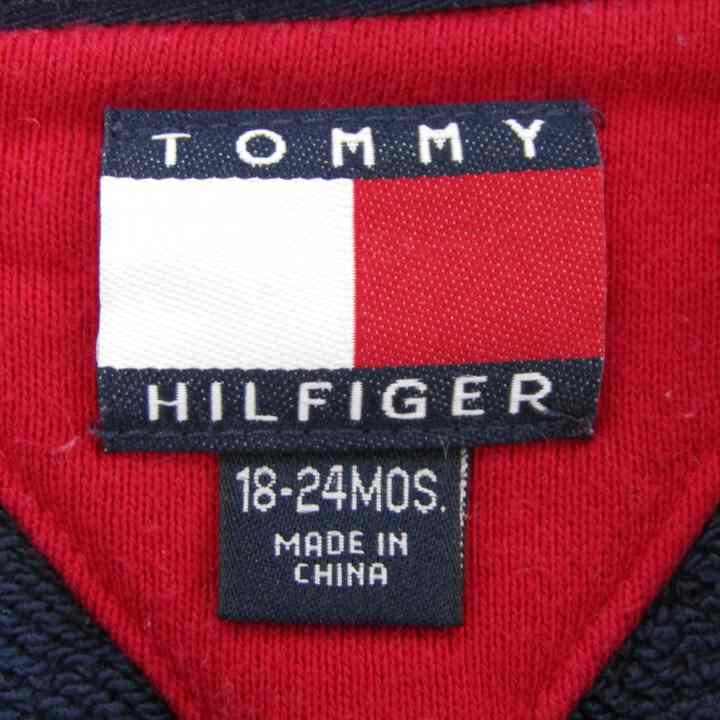 TOMMY
HILFIGER
18-24MOS.
MADE IN
CHINA